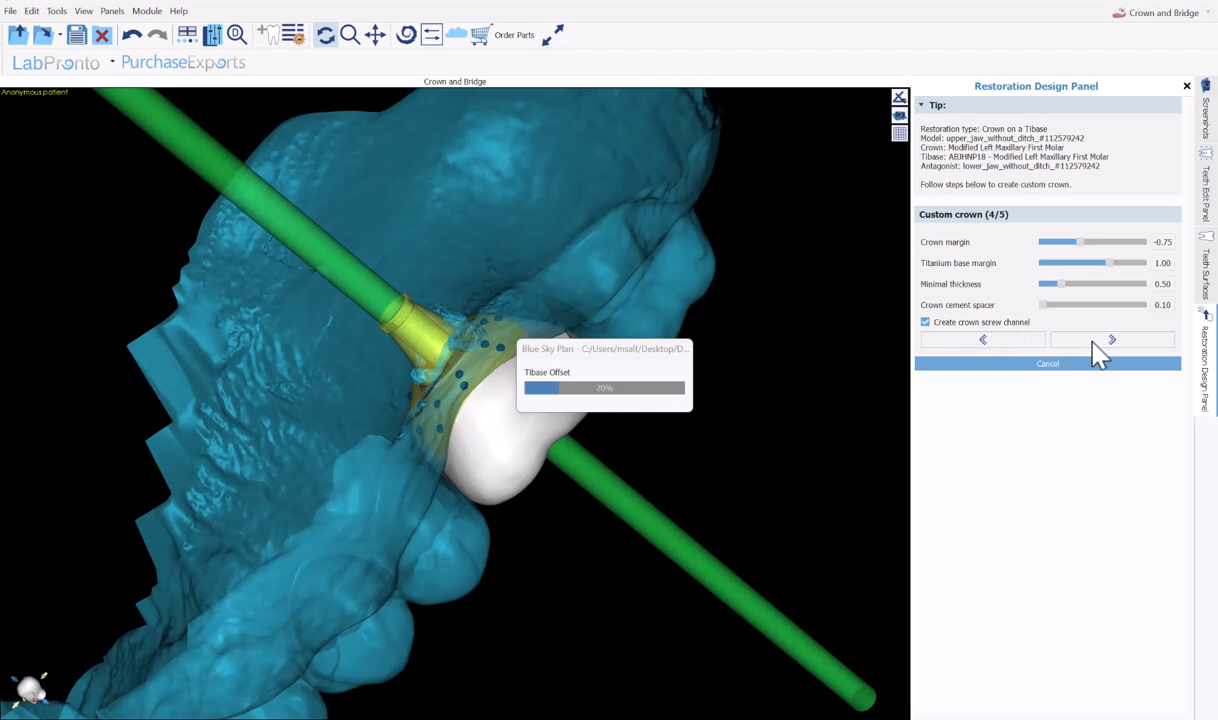 File Edit Tools View Panels Module Help
Crown and Bridge
Order Parts
LabPronto PurchaseExports
Crown and Bridge
Anonymous patient
Restoration Design Panel
Tip:
Restoration type: Crown on a Tibase
Model: upper_jaw_without_ditch_#112579242
Crown: Modified Left Maxillary First Molar
Tibase: ABJHNP18 - Modified Left Maxillary First Molar
Antagonist: lower_jaw_without_ditch_#112579242
Follow steps below to create custom crown.
Custom crown (4/5)
Crown margin -0.75
Titanium base margin 1.00
Minimal thickness 0.50
Crown cement spacer 0.10
Create crown screw channel
Cancel
Blue Sky Plan - C:/Users/msalt/Desktop/D...
Tibase Offset
20%
Screenshots
Teeth Edit Panel
Teeth Surfaces
Restoration Design Panel